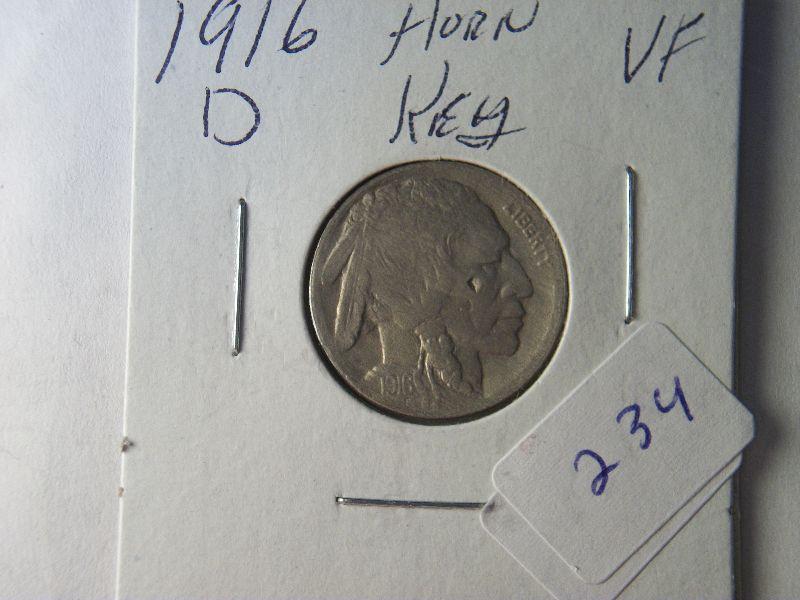 1916 HORN VF
D KEY
LIBERTY
1916
234